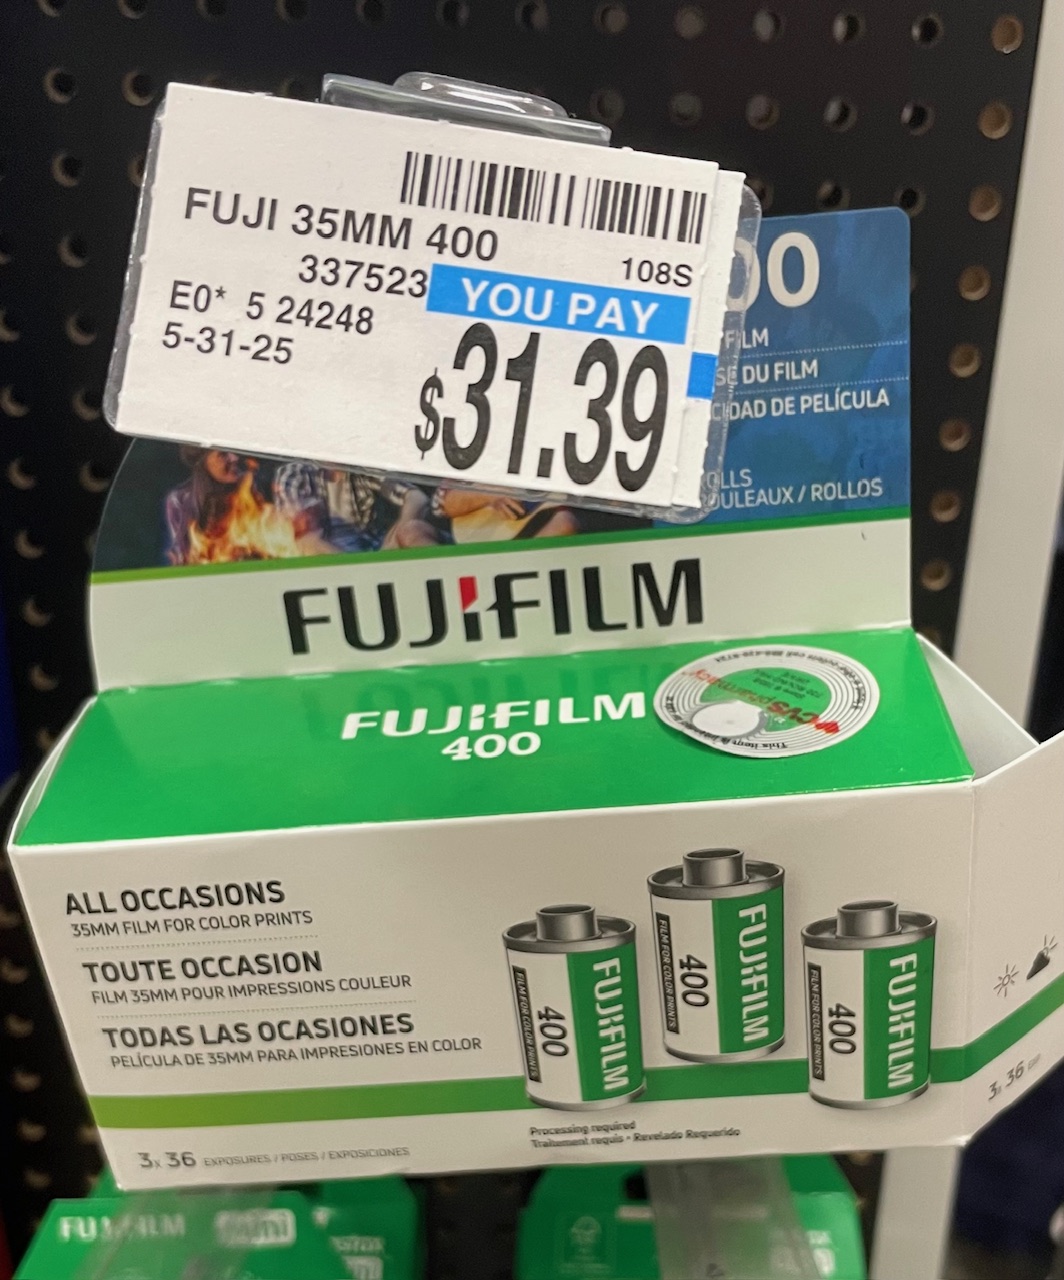 FUJI 35MM 400
108S
337523
YOU PAY
E0* 5 24248
5-31-25
$31.39
FILM
DU FILM
DAD DE PELÍCULA
ROLLS
ROULEAUX / ROLLOS
FUJIFILM
FUJIFILM
400
CVS pharmacy
ALL OCCASIONS
35MM FILM FOR COLOR PRINTS
TOUTE OCCASION
FILM 35MM POUR IMPRESSIONS COULEUR
TODAS LAS OCASIONES
PELÍCULA DE 35MM PARA IMPRESIONES EN COLOR
FUJIFILM
400
FILM FOR COLOR PRINTS
FUJIFILM
400
FILM FOR COLOR PRINTS
FUJIFILM
400
FILM FOR COLOR PRINTS
Processing required
Traitement requis • Revelado Requerido
3x 36 EXPOSURES / POSES / EXPOSICIONES
3x 36
FUJIFILM
mini